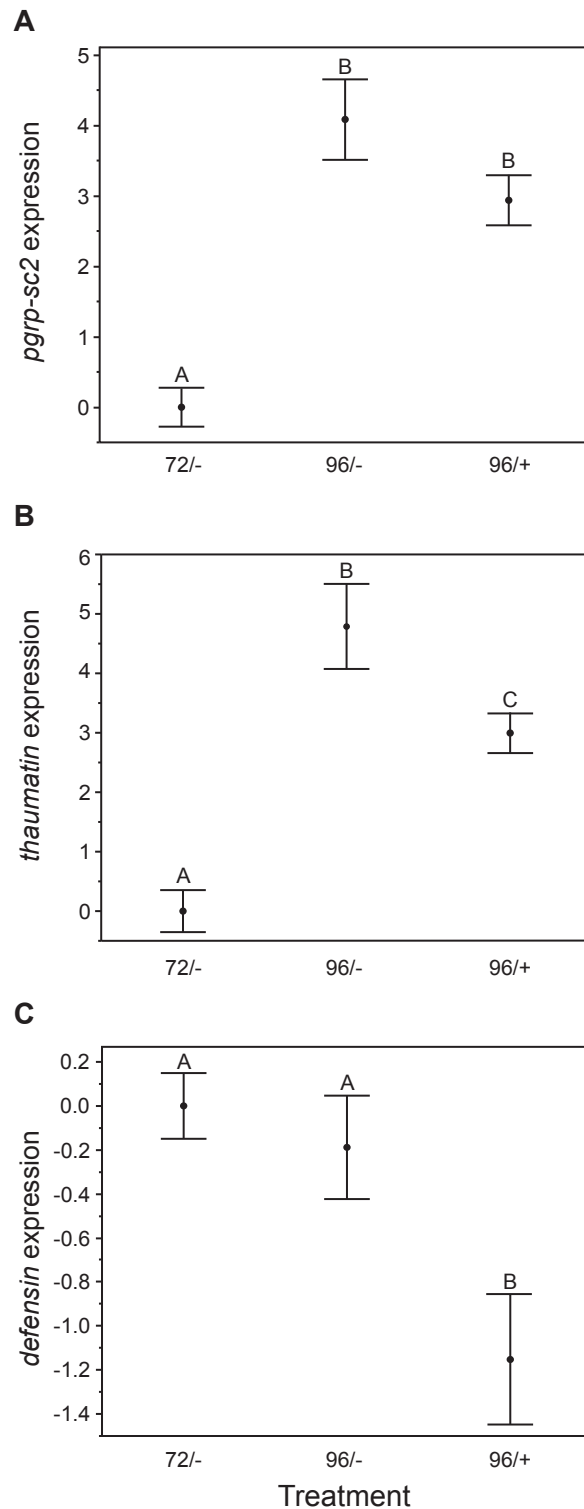 A
pgrp-sc2 expression
5
4
3
2
1
0
A
B
B
72/-
96/-
96/+
B
thaumatin expression
6
5
4
3
2
1
0
A
B
C
72/-
96/-
96/+
C
defensin expression
0.2
0.0
-0.2
-0.4
-0.6
-0.8
-1.0
-1.2
-1.4
A
A
B
72/-
96/-
96/+
Treatment